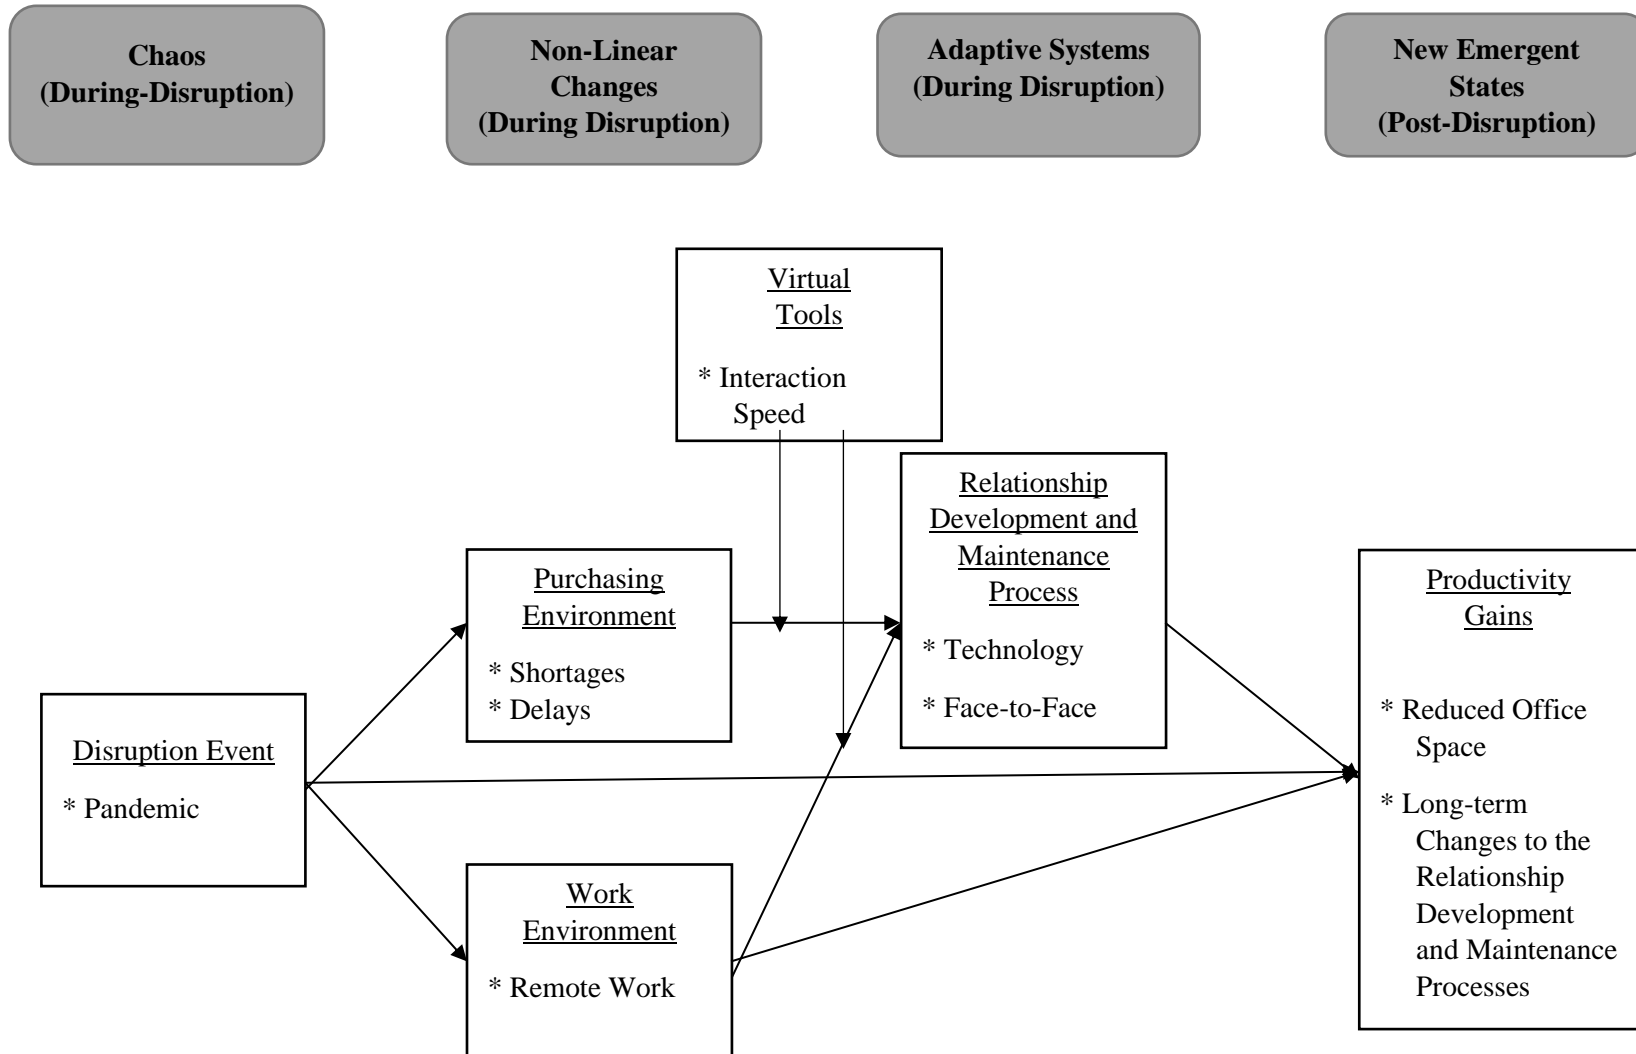 Chaos
(During-Disruption)
Non-Linear
Changes
(During Disruption)
Adaptive Systems
(During Disruption)
New Emergent
States
(Post-Disruption)
Virtual
Tools
* Interaction
Speed
Relationship
Development and
Maintenance
Process
* Technology
* Face-to-Face
Purchasing
Environment
* Shortages
* Delays
Productivity
Gains
* Reduced Office
Space
* Long-term
Changes to the
Relationship
Development
and Maintenance
Processes
Disruption Event
* Pandemic
Work
Environment
* Remote Work